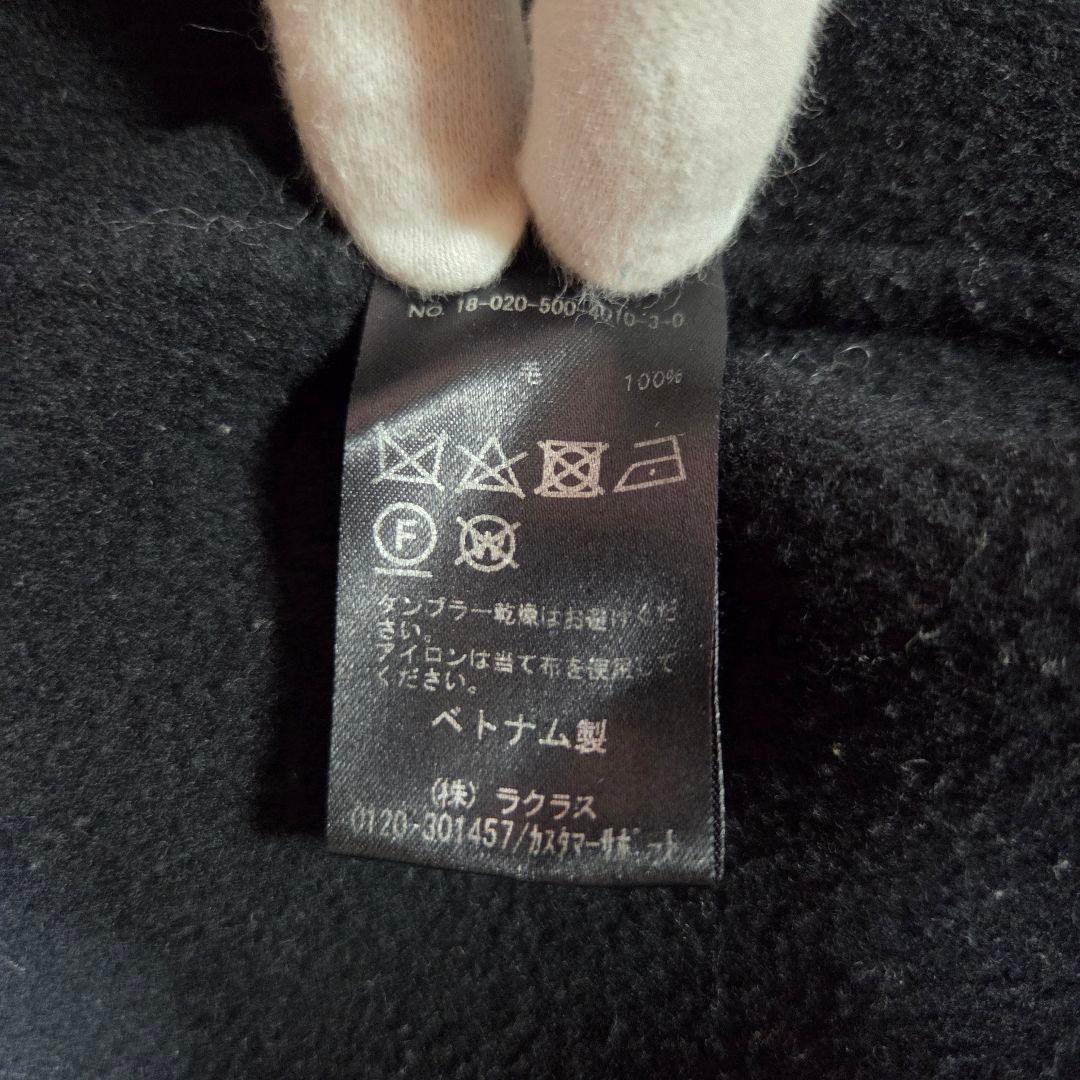 No. 18-020-500-4010-3-0
毛 100%
F
W
タンブラー乾燥はお避けくだ
さい。
アイロンは当て布を使用して
ください。
ベトナム製
(株) ラクラス
0120-301457/カスタマーサポート